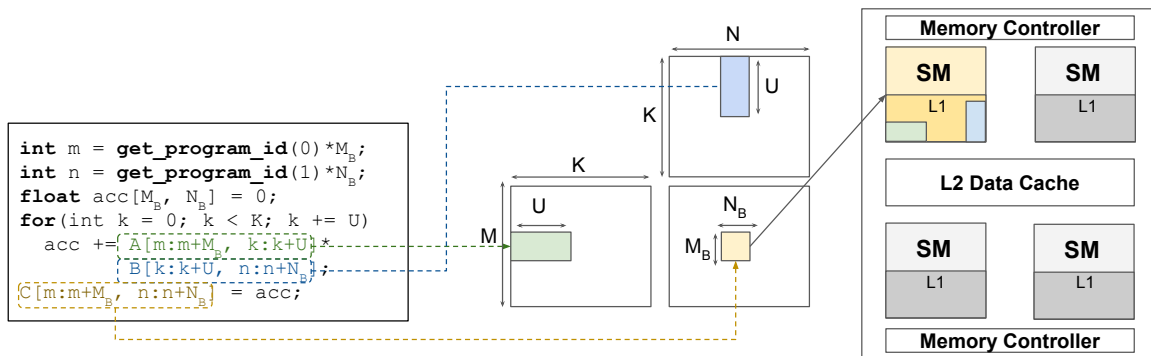 int m = get_program_id(0)*M_B;
int n = get_program_id(1)*N_B;
float acc[M_B, N_B] = 0;
for(int k = 0; k < K; k += U)
acc += A[m:m+M_B, k:k+U]*
B[k:k+U, n:n+N_B];
C[m:m+M_B, n:n+N_B] = acc;
N
K
U
K
M
U
N_B
M_B
Memory Controller
SM
L1
SM
L1
L2 Data Cache
SM
L1
SM
L1
Memory Controller